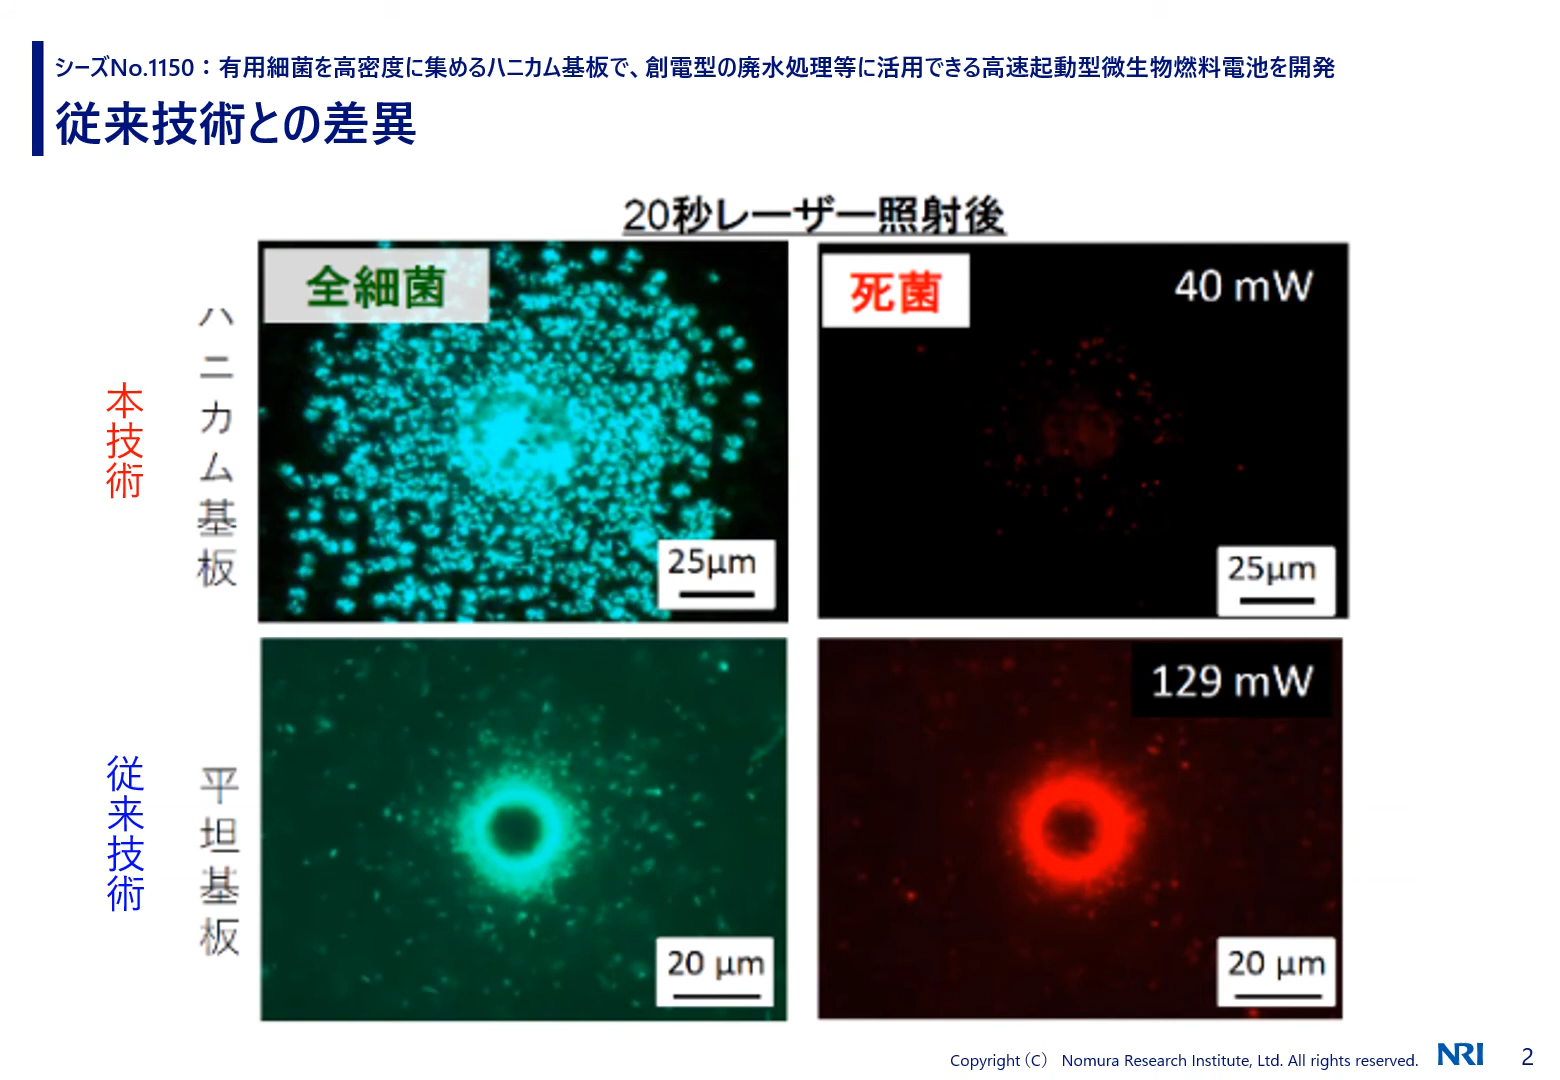 シーズNo.1150：有用細菌を高密度に集めるハニカム基板で、創電型の廃水処理等に活用できる高速起動型微生物燃料電池を開発
従来技術との差異
20秒レーザー照射後
本技術
ハニカム基板
全細菌
25μm
死菌
40 mW
25μm
従来技術
平坦基板
20 μm
129 mW
20 μm
Copyright（C） Nomura Research Institute, Ltd. All rights reserved.
NRI
2